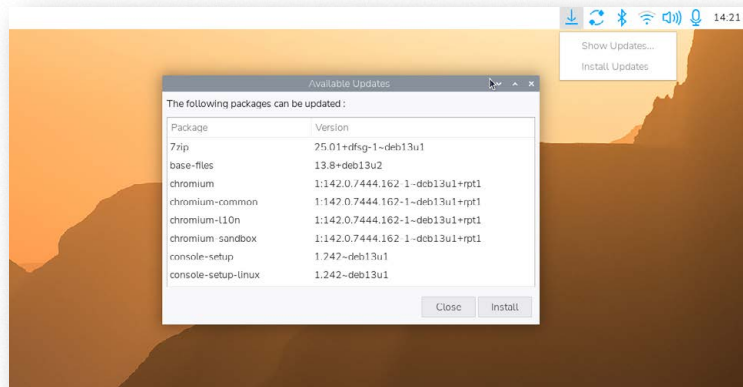 14:21
Show Updates...
Install Updates
Available Updates
The following packages can be updated :
Package Version
7zip 25.01+dfsg-1~deb13u1
base-files 13.8+deb13u2
chromium 1:142.0.7444.162-1~deb13u1+rpt1
chromium-common 1:142.0.7444.162-1~deb13u1+rpt1
chromium-l10n 1:142.0.7444.162-1~deb13u1+rpt1
chromium-sandbox 1:142.0.7444.162-1~deb13u1+rpt1
console-setup 1.242~deb13u1
console-setup-linux 1.242~deb13u1
Close Install